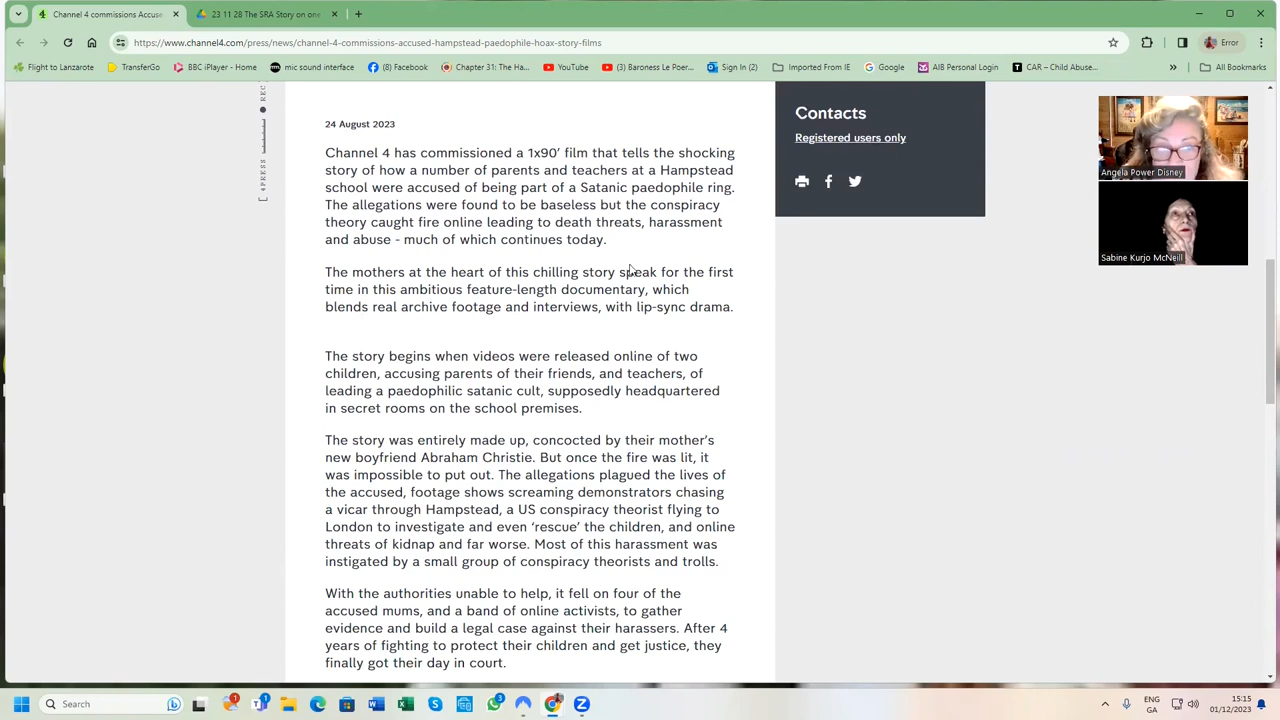 Channel 4 commissions Accuse
23 11 28 The SRA Story on one
https://www.channel4.com/press/news/channel-4-commissions-accused-hampstead-paedophile-hoax-story-films
Error
Flight to Lanzarote
TransferGo
BBC iPlayer - Home
mic sound interface
(8) Facebook
Chapter 31: The Ha...
YouTube
(3) Baroness Le Poer...
Sign In (2)
Imported From IE
Google
AIB Personal Login
CAR – Child Abuse...
All Bookmarks
24 August 2023
Channel 4 has commissioned a 1x90’ film that tells the shocking
story of how a number of parents and teachers at a Hampstead
school were accused of being part of a Satanic paedophile ring.
The allegations were found to be baseless but the conspiracy
theory caught fire online leading to death threats, harassment
and abuse - much of which continues today.
The mothers at the heart of this chilling story speak for the first
time in this ambitious feature-length documentary, which
blends real archive footage and interviews, with lip-sync drama.
The story begins when videos were released online of two
children, accusing parents of their friends, and teachers, of
leading a paedophilic satanic cult, supposedly headquartered
in secret rooms on the school premises.
The story was entirely made up, concocted by their mother’s
new boyfriend Abraham Christie. But once the fire was lit, it
was impossible to put out. The allegations plagued the lives of
the accused, footage shows screaming demonstrators chasing
a vicar through Hampstead, a US conspiracy theorist flying to
London to investigate and even ‘rescue’ the children, and online
threats of kidnap and far worse. Most of this harassment was
instigated by a small group of conspiracy theorists and trolls.
With the authorities unable to help, it fell on four of the
accused mums, and a band of online activists, to gather
evidence and build a legal case against their harassers. After 4
years of fighting to protect their children and get justice, they
finally got their day in court.
[ 4PRESS
REC
Contacts
Registered users only
Angela Power Disney
Sabine Kurjo McNeill
Search
1
1
3
ENG
GA
15:15
01/12/2023